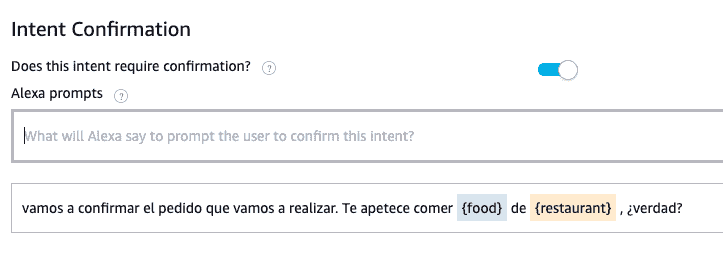 Intent Confirmation
Does this intent require confirmation? ?
Alexa prompts ?
What will Alexa say to prompt the user to confirm this intent?
vamos a confirmar el pedido que vamos a realizar. Te apetece comer {food} de {restaurant} , ¿verdad?